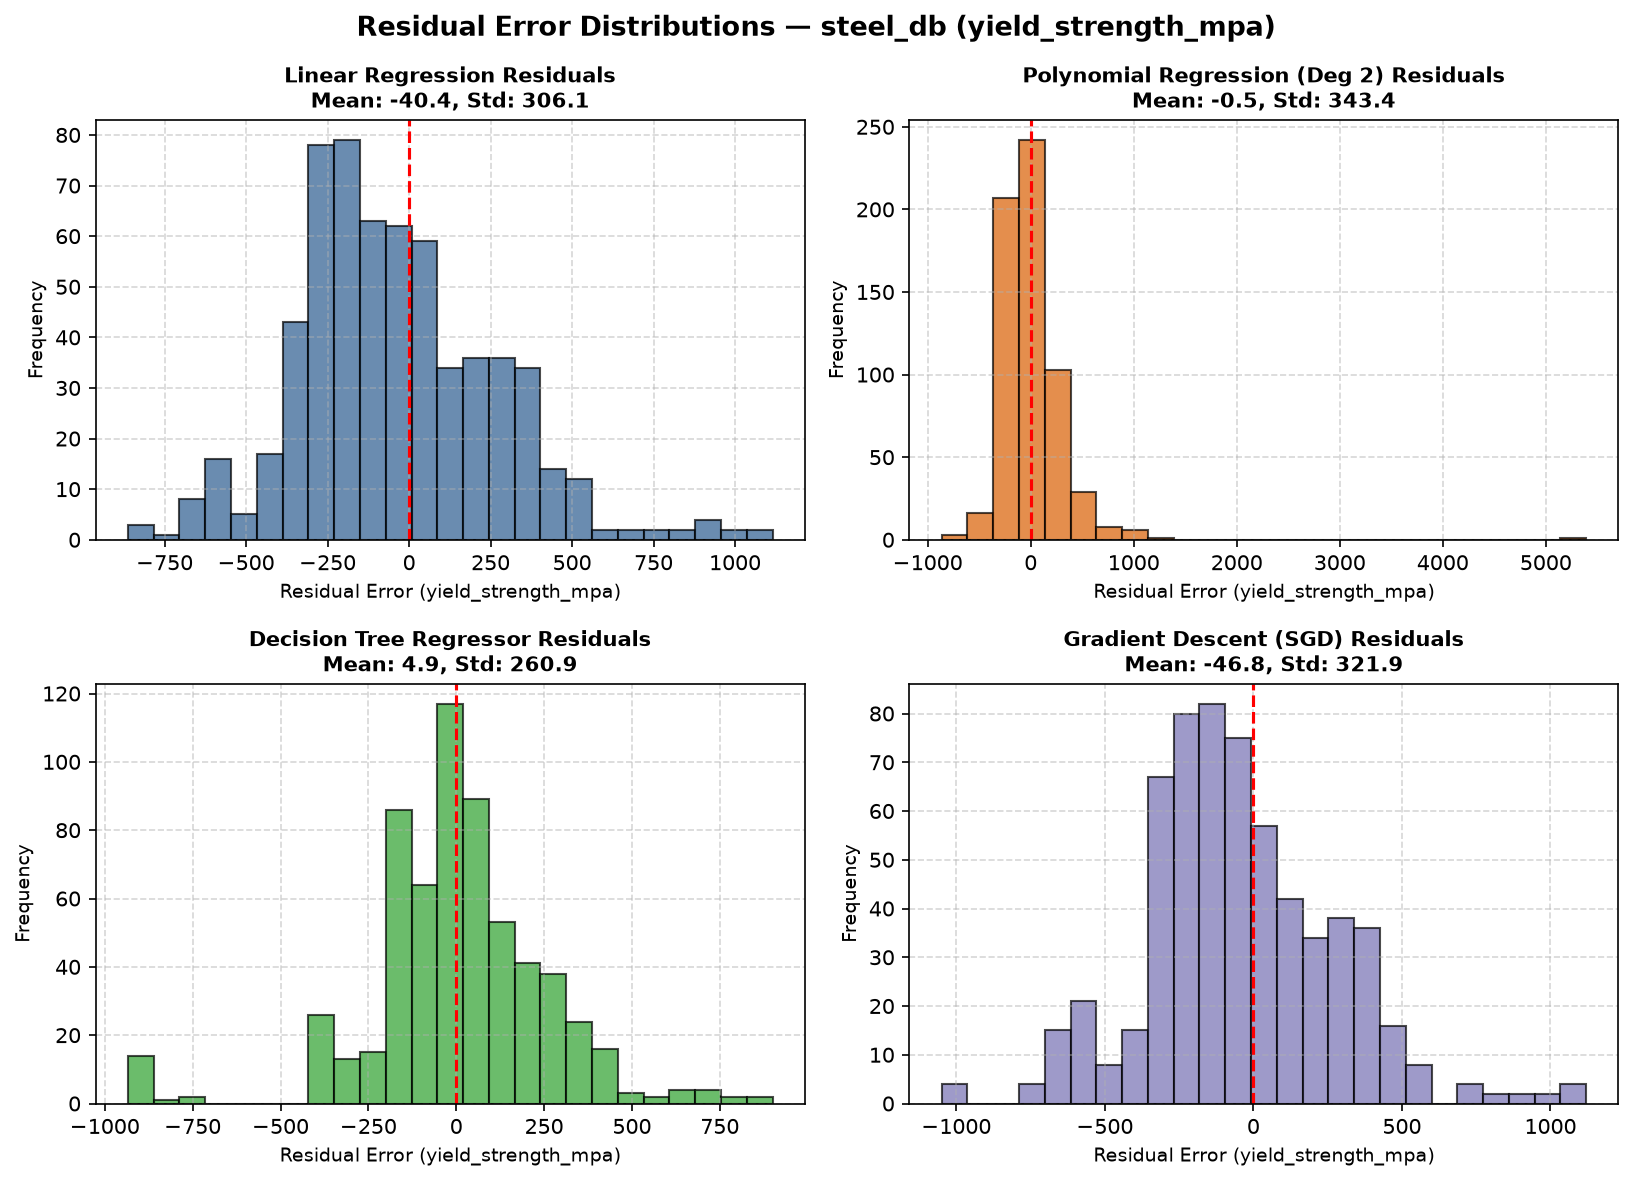 Residual Error Distributions — steel_db (yield_strength_mpa)
Linear Regression Residuals
Mean: -40.4, Std: 306.1
80
70
60
50
40
30
20
10
0
Frequency
−750 −500 −250 0 250 500 750 1000
Residual Error (yield_strength_mpa)
Polynomial Regression (Deg 2) Residuals
Mean: -0.5, Std: 343.4
250
200
150
100
50
0
Frequency
−1000 0 1000 2000 3000 4000 5000
Residual Error (yield_strength_mpa)
Decision Tree Regressor Residuals
Mean: 4.9, Std: 260.9
120
100
80
60
40
20
0
Frequency
−1000 −750 −500 −250 0 250 500 750
Residual Error (yield_strength_mpa)
Gradient Descent (SGD) Residuals
Mean: -46.8, Std: 321.9
80
70
60
50
40
30
20
10
0
Frequency
−1000 −500 0 500 1000
Residual Error (yield_strength_mpa)